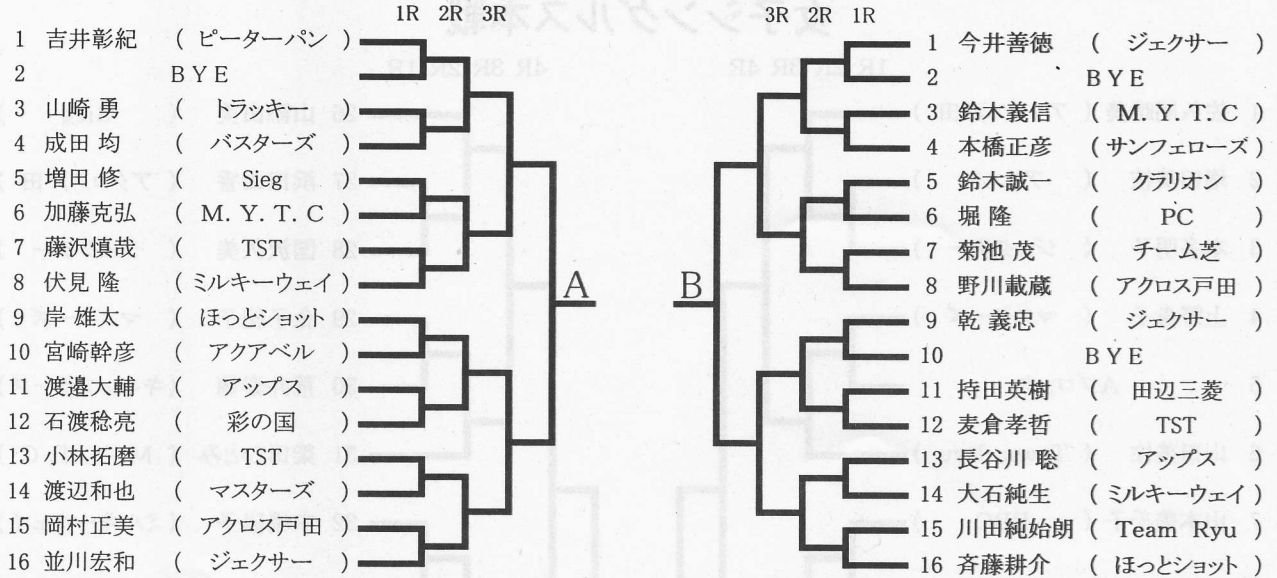 1R 2R 3R
1 吉井彰紀 ( ピーターパン )
2 BYE
3 山崎 勇 ( トラッキー )
4 成田 均 ( バスターズ )
5 増田 修 ( Sieg )
6 加藤克弘 ( M. Y. T. C )
7 藤沢慎哉 ( TST )
8 伏見 隆 ( ミルキーウェイ )
9 岸 雄太 ( ほっとショット )
10 宮崎幹彦 ( アクアベル )
11 渡邉大輔 ( アップス )
12 石渡稔亮 ( 彩の国 )
13 小林拓磨 ( TST )
14 渡辺和也 ( マスターズ )
15 岡村正美 ( アクロス戸田 )
16 並川宏和 ( ジェクサー )
A
3R 2R 1R
1 今井善徳 ( ジェクサー )
2 BYE
3 鈴木義信 ( M. Y. T. C )
4 本橋正彦 ( サンフェローズ )
5 鈴木誠一 ( クラリオン )
6 堀 隆 ( PC )
7 菊池 茂 ( チーム芝 )
8 野川載蔵 ( アクロス戸田 )
9 乾 義忠 ( ジェクサー )
10 BYE
11 持田英樹 ( 田辺三菱 )
12 麦倉孝哲 ( TST )
13 長谷川 聡 ( アップス )
14 大石純生 ( ミルキーウェイ )
15 川田純始朗 ( Team Ryu )
16 斉藤耕介 ( ほっとショット )
B